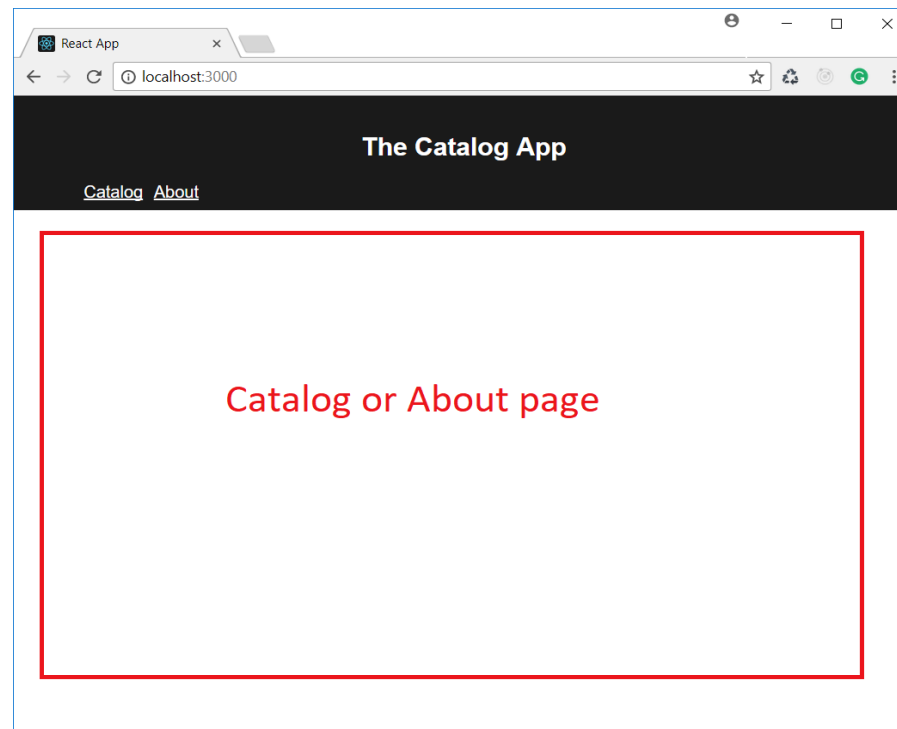 React App
localhost:3000
The Catalog App
Catalog About
Catalog or About page